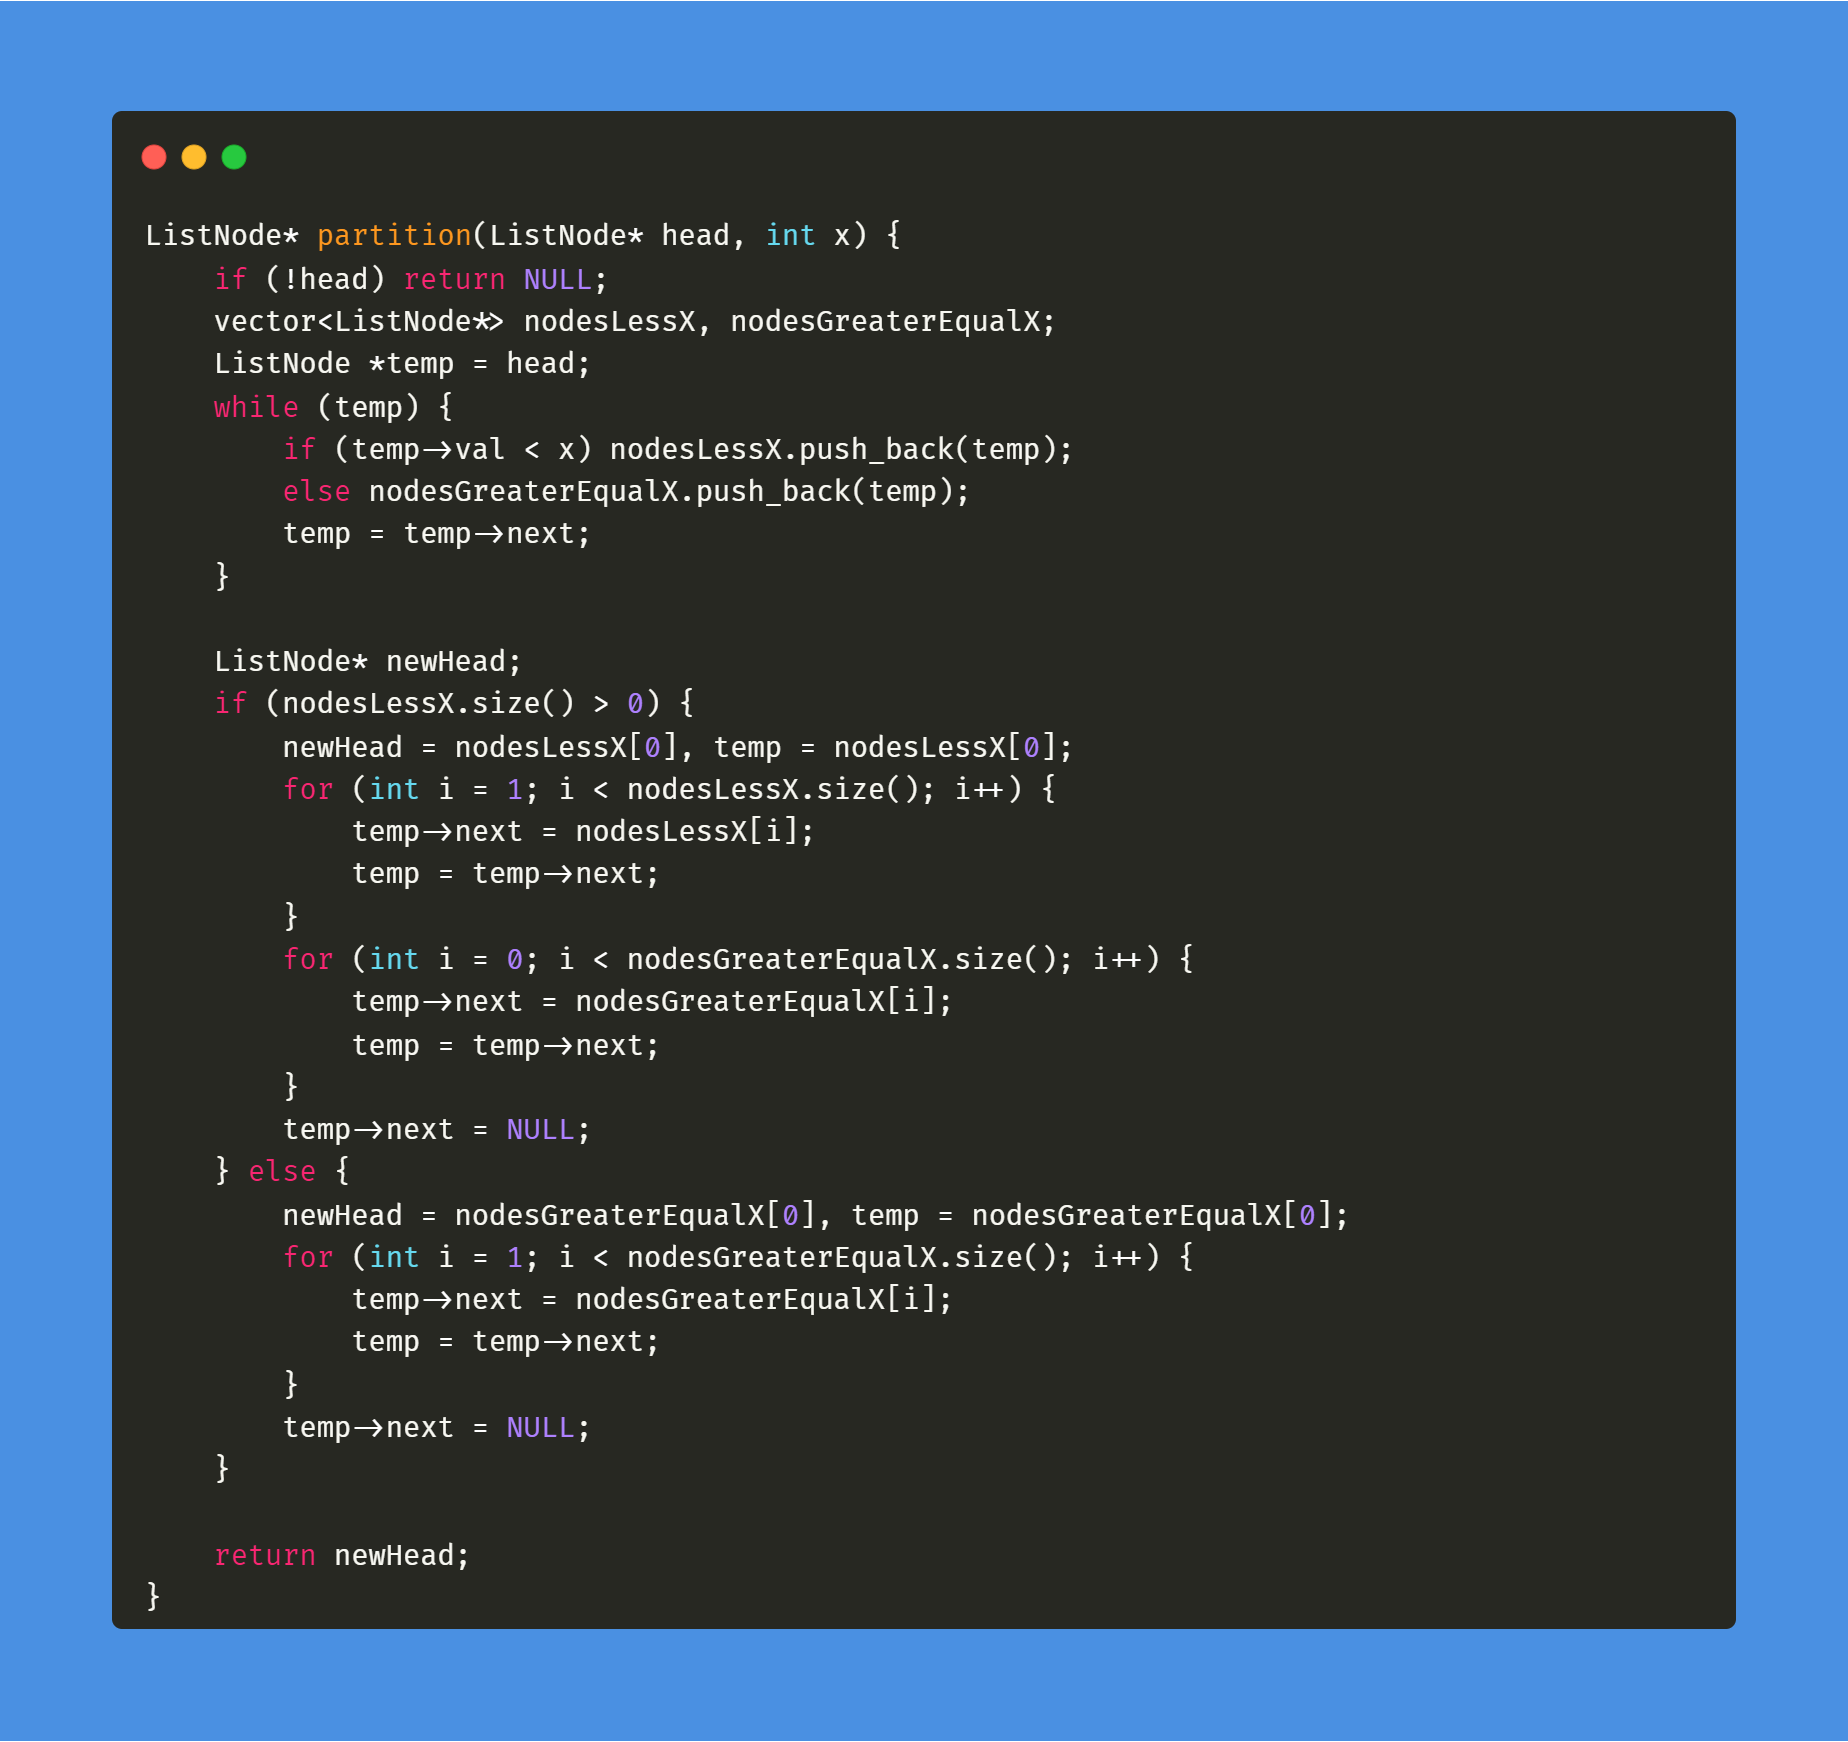 ListNode* partition(ListNode* head, int x) {
    if (!head) return NULL;
    vector<ListNode*> nodesLessX, nodesGreaterEqualX;
    ListNode *temp = head;
    while (temp) {
        if (temp->val < x) nodesLessX.push_back(temp);
        else nodesGreaterEqualX.push_back(temp);
        temp = temp->next;
    }

    ListNode* newHead;
    if (nodesLessX.size() > 0) {
        newHead = nodesLessX[0], temp = nodesLessX[0];
        for (int i = 1; i < nodesLessX.size(); i++) {
            temp->next = nodesLessX[i];
            temp = temp->next;
        }
        for (int i = 0; i < nodesGreaterEqualX.size(); i++) {
            temp->next = nodesGreaterEqualX[i];
            temp = temp->next;
        }
        temp->next = NULL;
    } else {
        newHead = nodesGreaterEqualX[0], temp = nodesGreaterEqualX[0];
        for (int i = 1; i < nodesGreaterEqualX.size(); i++) {
            temp->next = nodesGreaterEqualX[i];
            temp = temp->next;
        }
        temp->next = NULL;
    }

    return newHead;
}